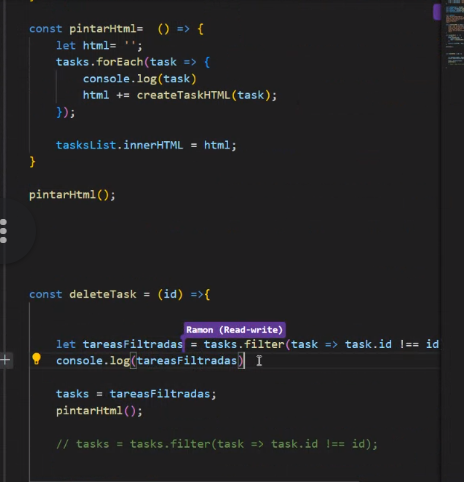 const pintarHtml=  () => {
    let html= '';
    tasks.forEach(task => {
        console.log(task)
        html += createTaskHTML(task);
    });

    tasksList.innerHTML = html;
}

pintarHtml();

const deleteTask = (id) =>{

Ramon (Read-write)
    let tareasFiltradas = tasks.filter(task => task.id !== id
    console.log(tareasFiltradas)

    tasks = tareasFiltradas;
    pintarHtml();

    // tasks = tasks.filter(task => task.id !== id);